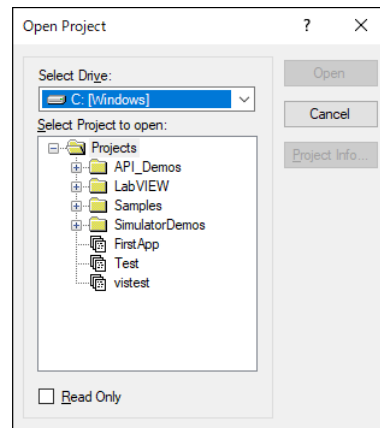 Open Project
?
Select Drive:
C: [Windows]
Select Project to open:
Projects
API_Demos
LabVIEW
Samples
SimulatorDemos
FirstApp
Test
vistest
Read Only
Open
Cancel
Project Info...